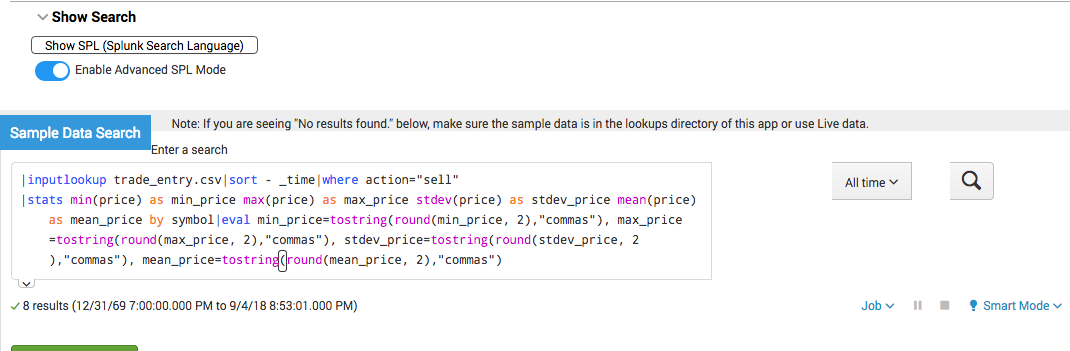 Show Search
Show SPL (Splunk Search Language)
Enable Advanced SPL Mode
Sample Data Search
Note: If you are seeing "No results found." below, make sure the sample data is in the lookups directory of this app or use Live data.
Enter a search
|inputlookup trade_entry.csv|sort - _time|where action="sell"
|stats min(price) as min_price max(price) as max_price stdev(price) as stdev_price mean(price)
as mean_price by symbol|eval min_price=tostring(round(min_price, 2),"commas"), max_price
=tostring(round(max_price, 2),"commas"), stdev_price=tostring(round(stdev_price, 2
),"commas"), mean_price=tostring(round(mean_price, 2),"commas")
All time
8 results (12/31/69 7:00:00.000 PM to 9/4/18 8:53:01.000 PM)
Job
Smart Mode